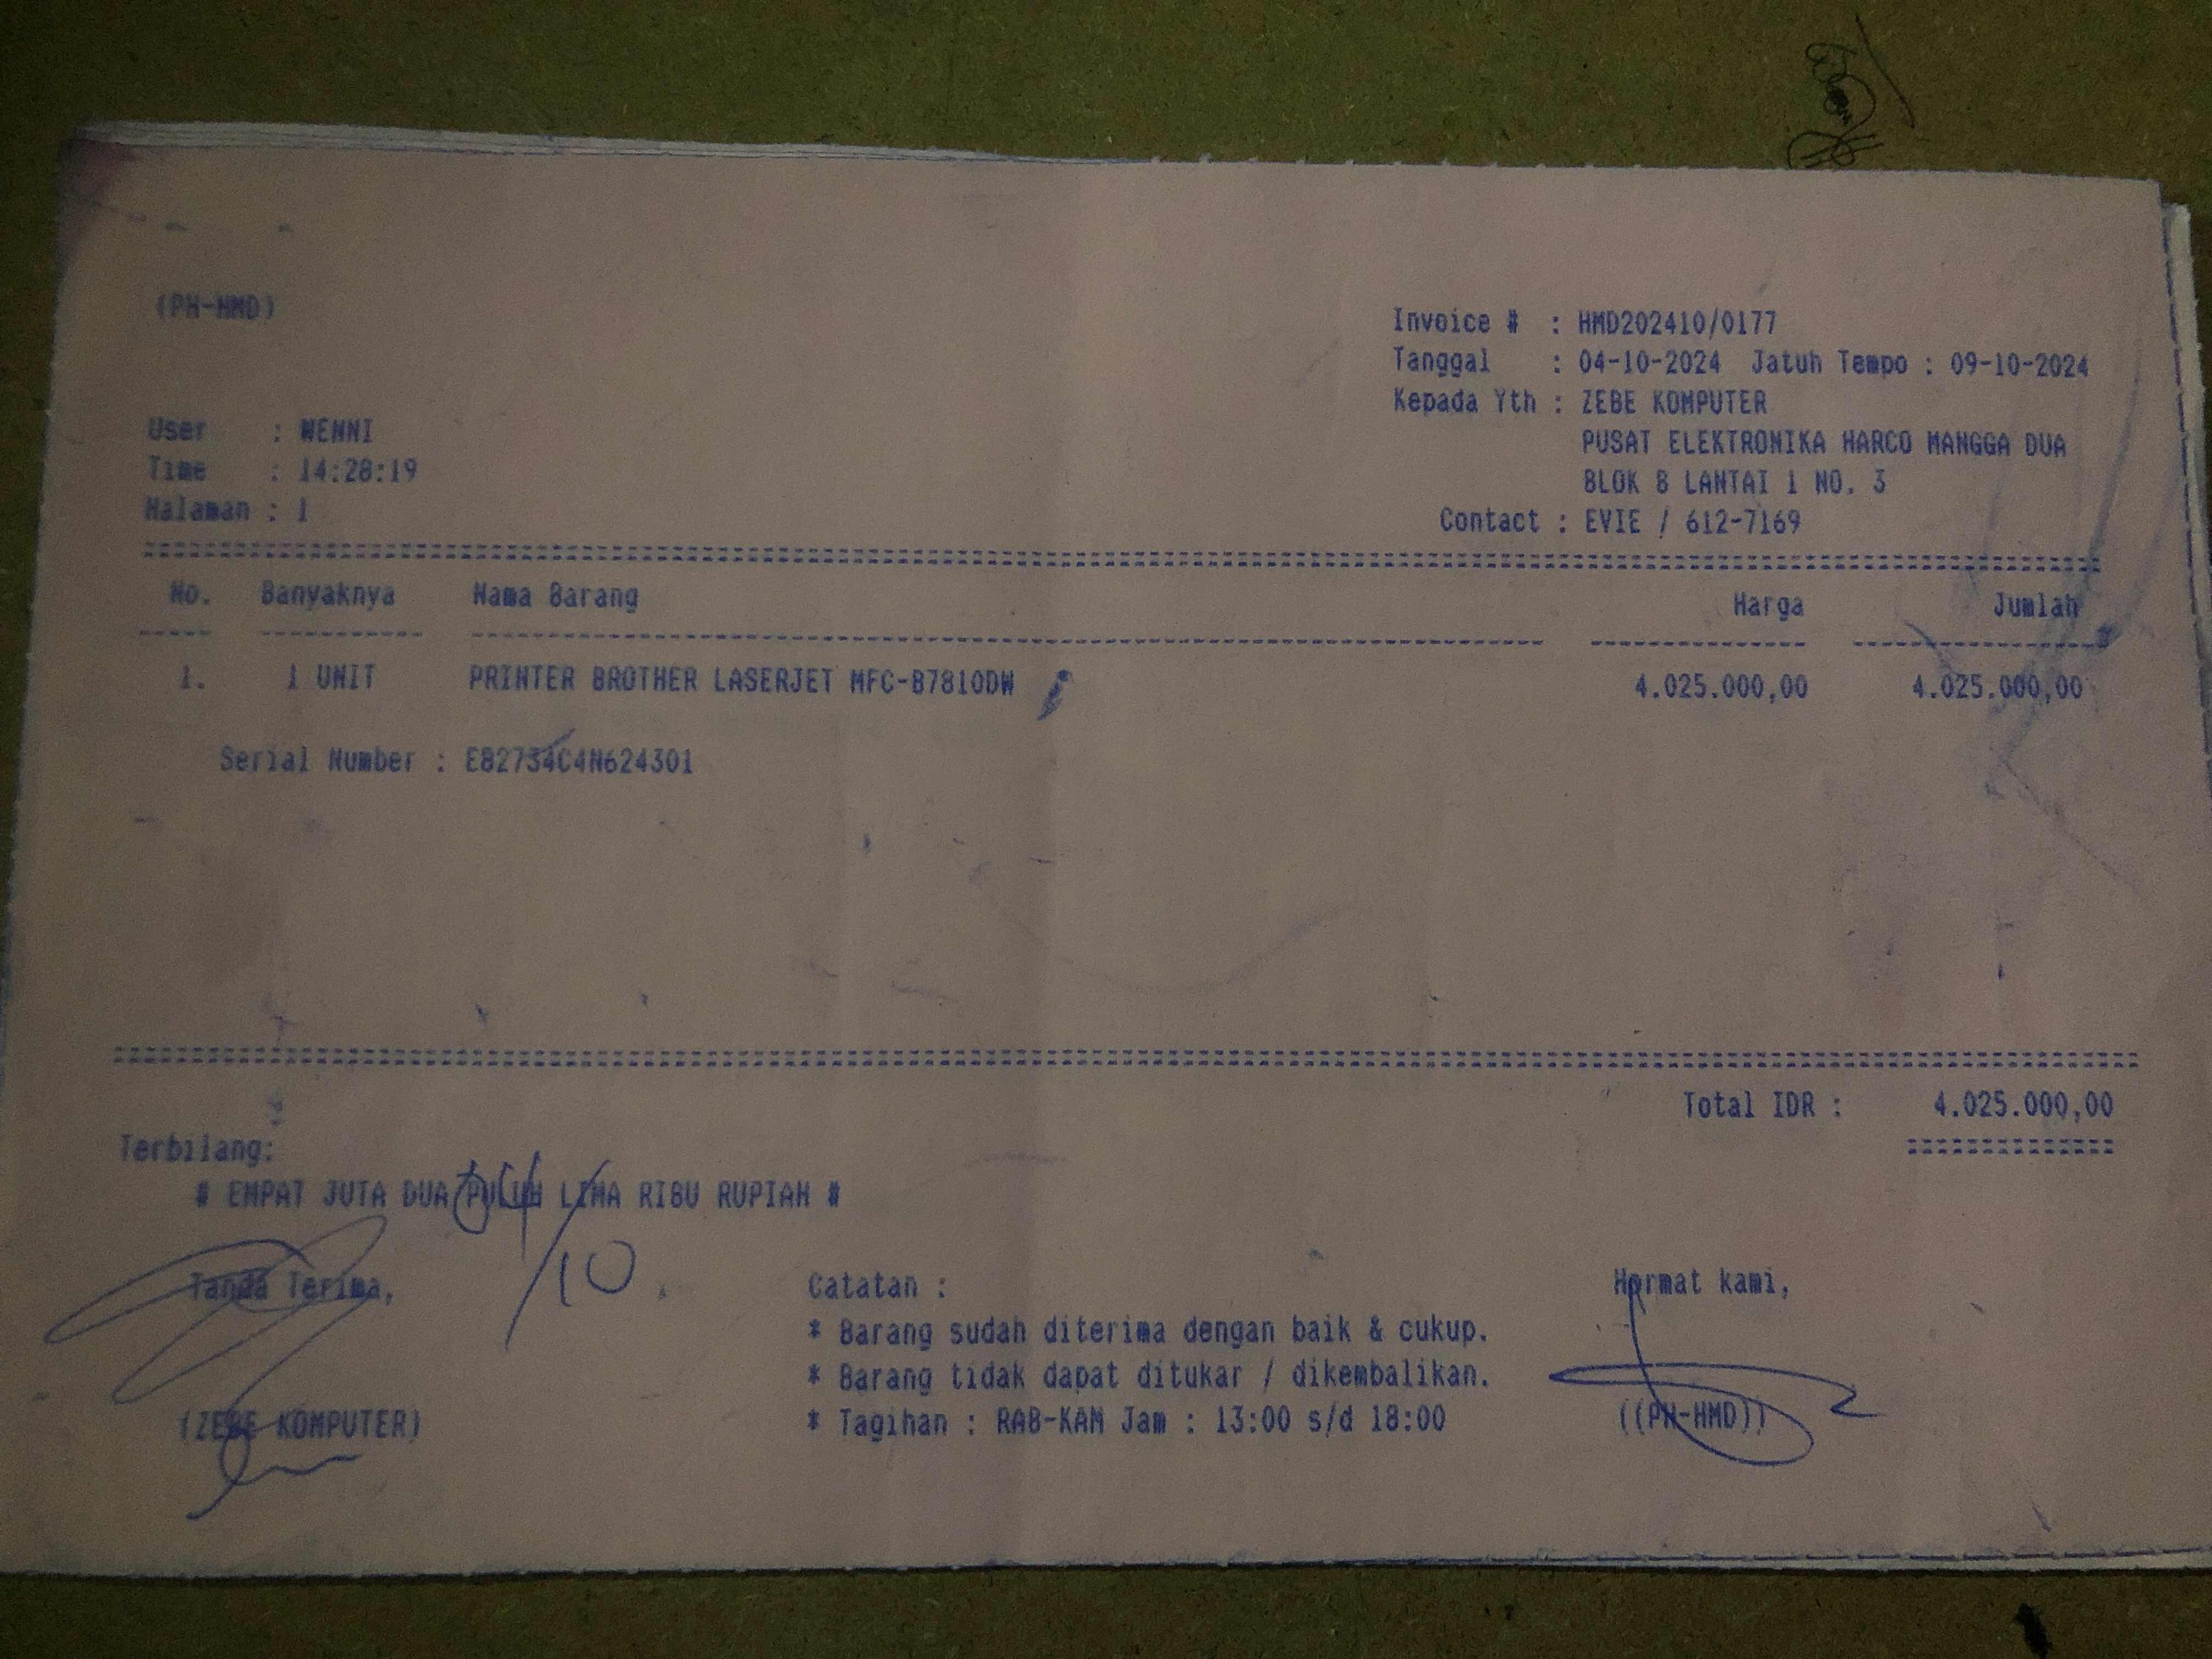 (PH-HMD)
Invoice # : HMD202410/0177
Tanggal : 04-10-2024 Jatuh Tempo : 09-10-2024
Kepada Yth : ZEBE KOMPUTER
PUSAT ELEKTRONIKA HARCO MANGGA DUA
BLOK B LANTAI 1 NO. 3
Contact : EVIE / 612-7169
User : WENNI
Time : 14:28:19
Halaman : 1
No. Banyaknya Nama Barang Harga Jumlah
1. 1 UNIT PRINTER BROTHER LASERJET MFC-B7810DW 4.025.000,00 4.025.000,00
Serial Number : E82734C4N624301
Total IDR : 4.025.000,00
Terbilang:
# EMPAT JUTA DUA PULUH LIMA RIBU RUPIAH #
04/10
Tanda Terima,
(ZEBE KOMPUTER)
Catatan :
* Barang sudah diterima dengan baik & cukup.
* Barang tidak dapat ditukar / dikembalikan.
* Tagihan : RAB-KAM Jam : 13:00 s/d 18:00
Hormat kami,
((PH-HMD))